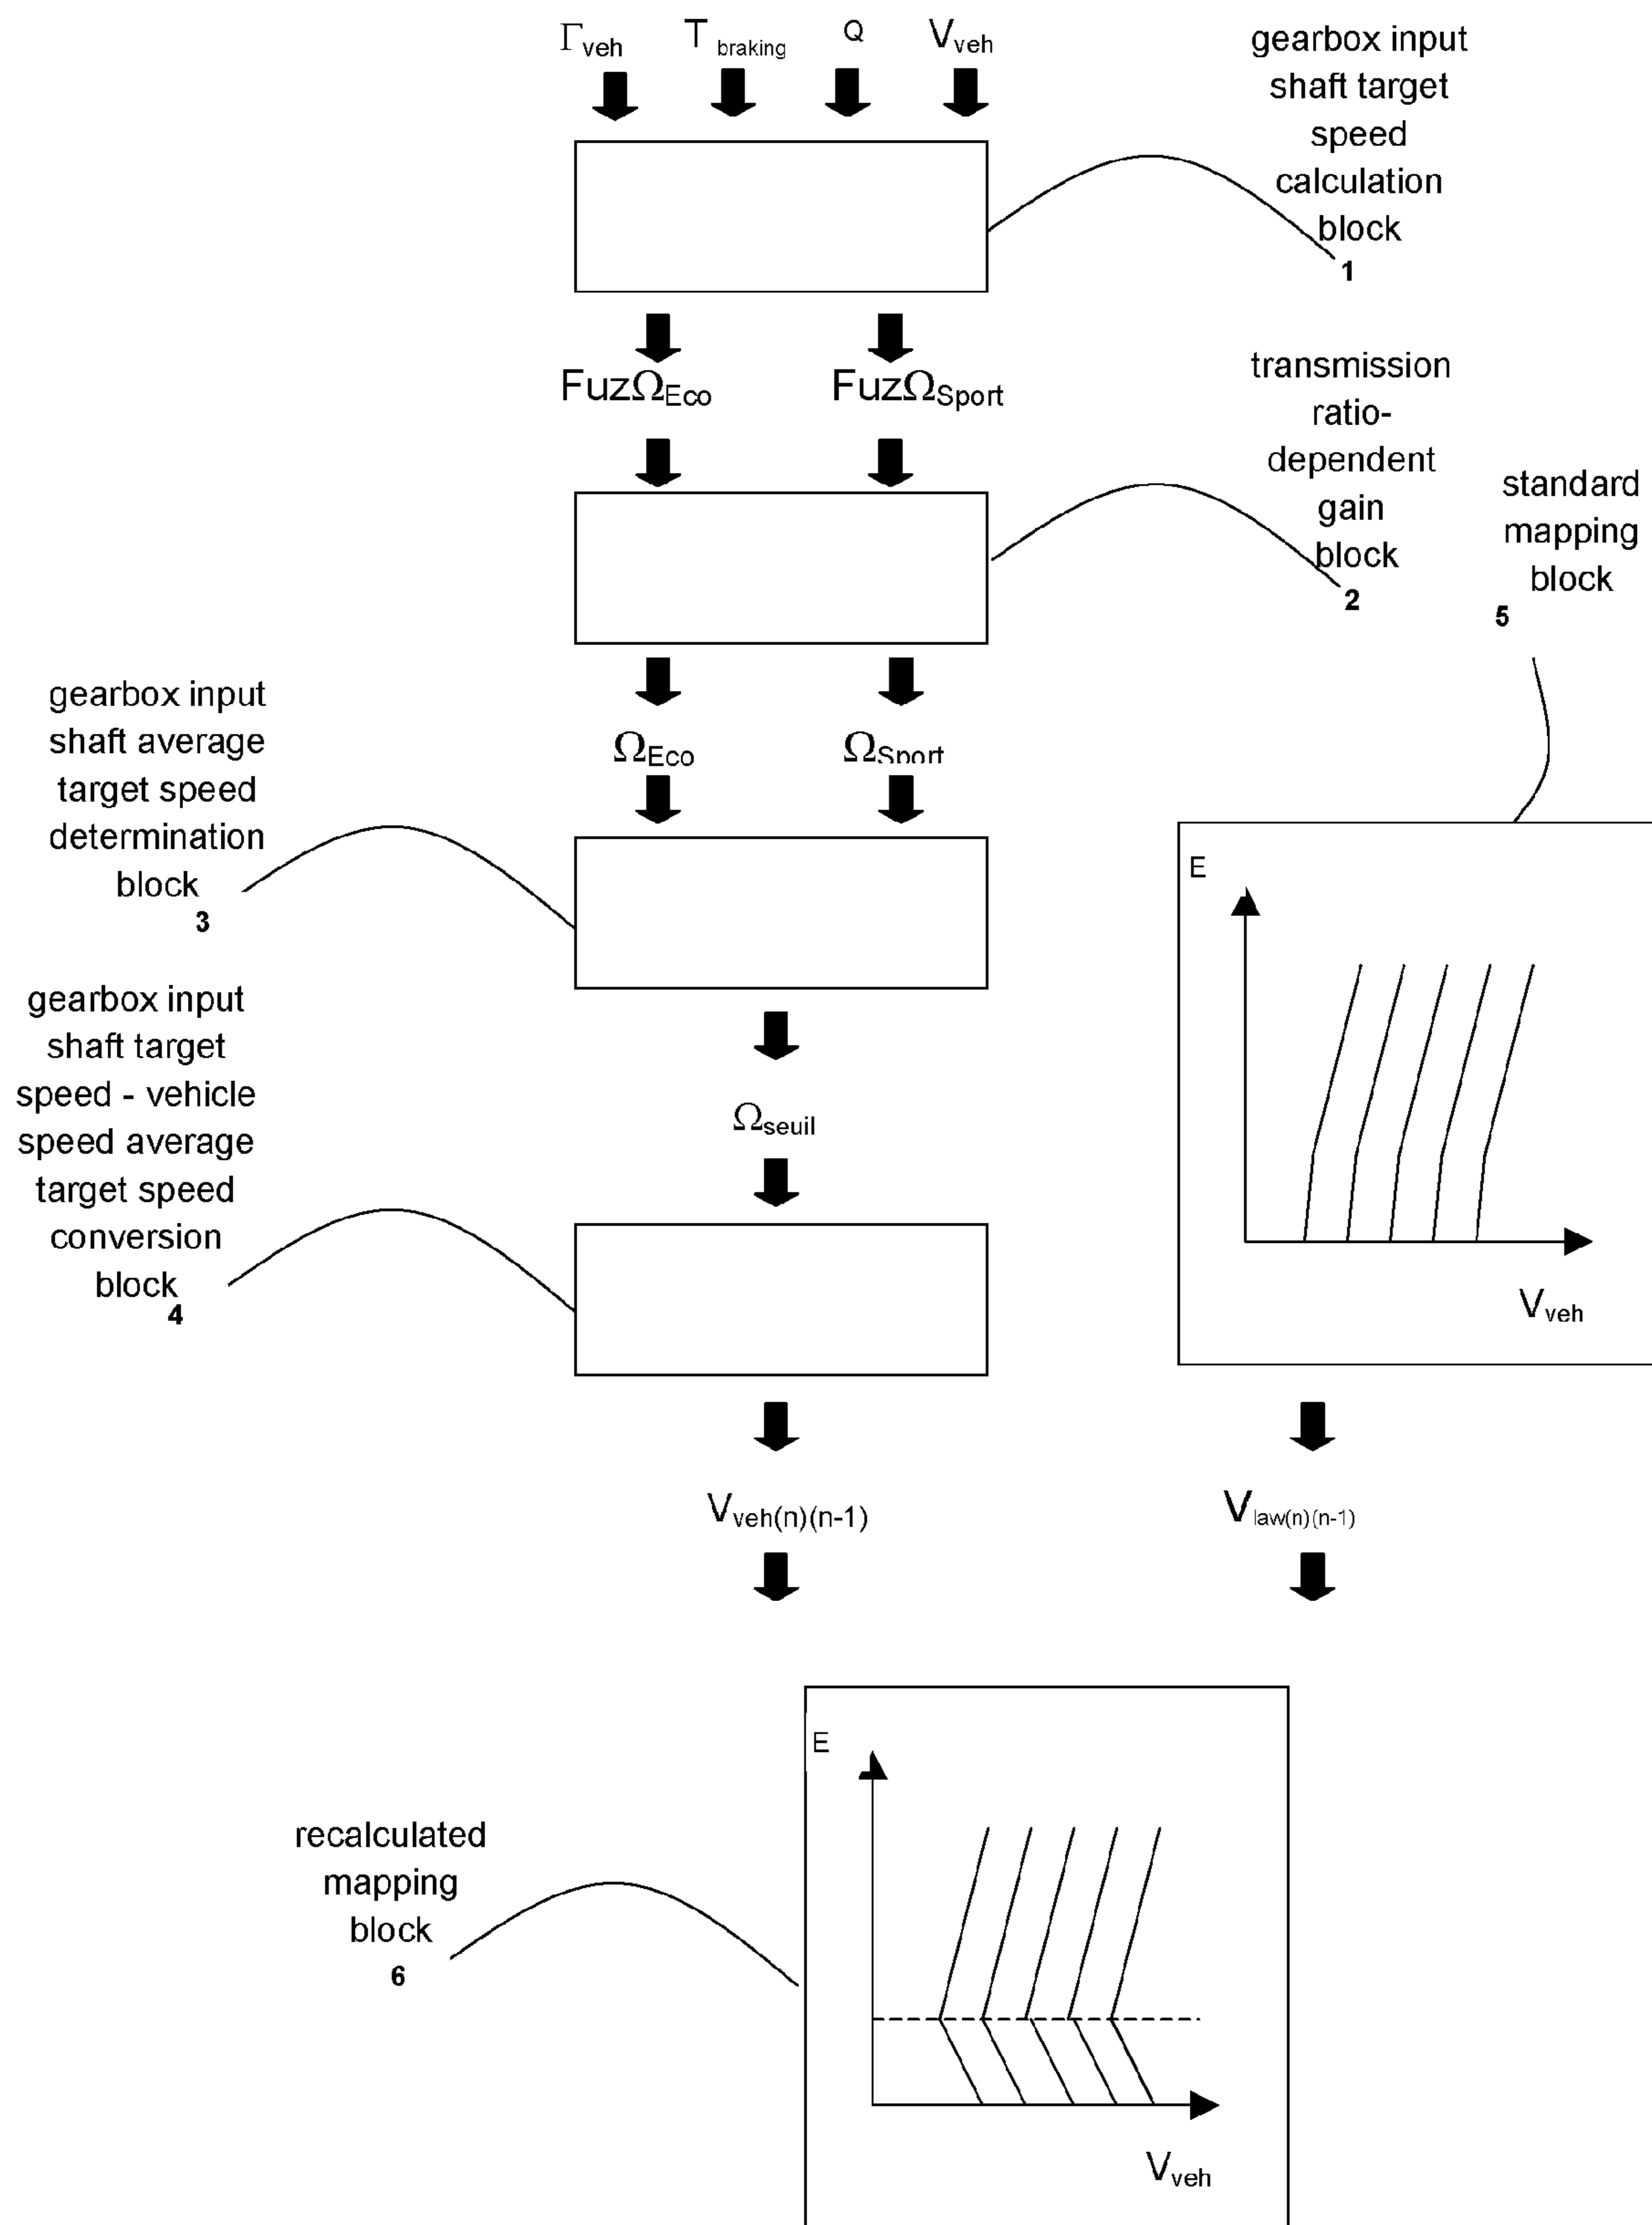 Γveh T braking Q Vveh
gearbox input
shaft target
speed
calculation
block
1
FuzΩEco FuzΩSport
transmission
ratio-
dependent
gain
block
2
standard
mapping
block
5
gearbox input
shaft average
target speed
determination
block
3
ΩEco ΩSport
E
Vveh
gearbox input
shaft target
speed - vehicle
speed average
target speed
conversion
block
4
Ωseuil
Vveh(n)(n-1) Vlaw(n)(n-1)
E
Vveh
recalculated
mapping
block
6